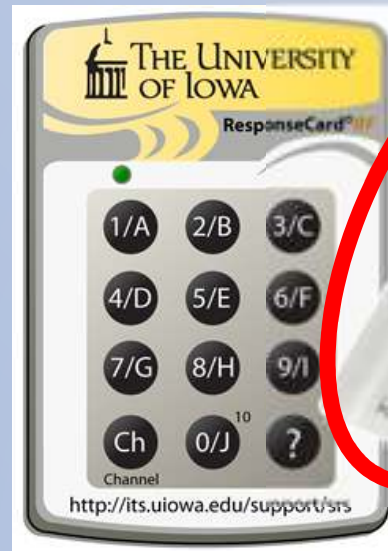 THE UNIVERSITY
OF IOWA
ResponseCard® RF
1/A 2/B 3/C
4/D 5/E 6/F
7/G 8/H 9/I
10
Ch 0/J ?
Channel
http://its.uiowa.edu/support/srs